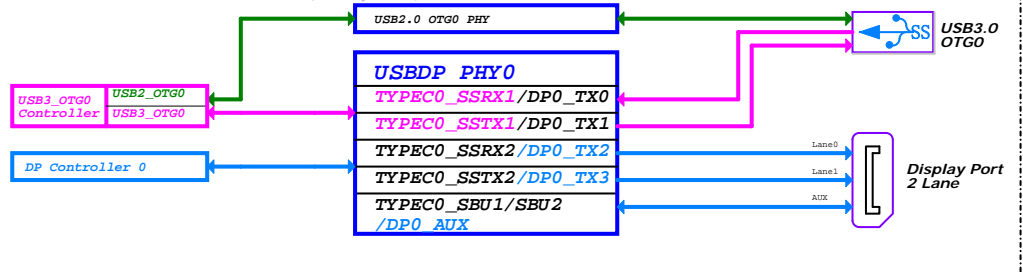 USB2.0 OTG0 PHY
SS
USB3.0
OTG0
USBDP PHY0
TYPEC0_SSRX1/DP0_TX0
TYPEC0_SSTX1/DP0_TX1
TYPEC0_SSRX2/DP0_TX2
TYPEC0_SSTX2/DP0_TX3
TYPEC0_SBU1/SBU2
/DP0_AUX
USB3_OTG0
Controller
USB2_OTG0
USB3_OTG0
DP Controller 0
Lane0
Lane1
AUX
Display Port
2 Lane